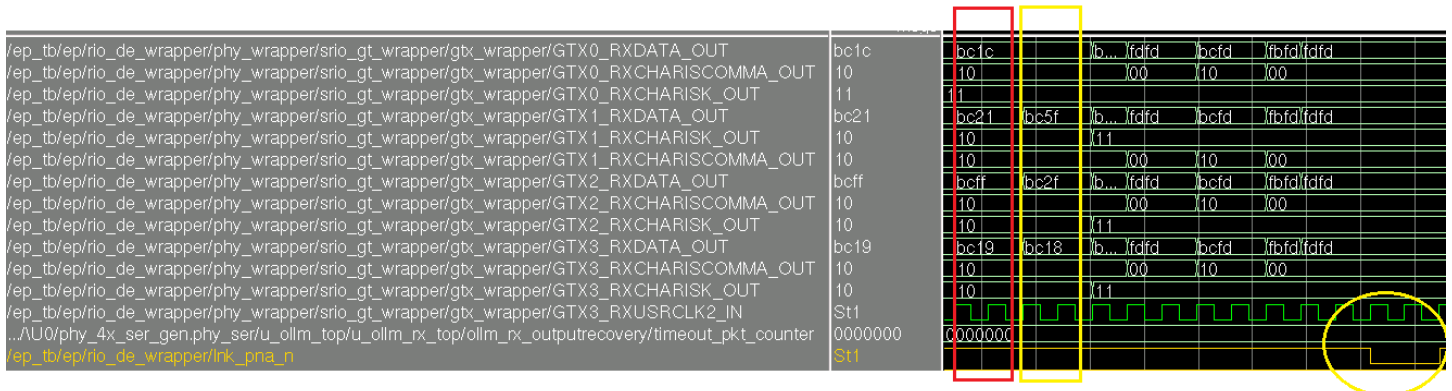 /ep_tb/ep/rio_de_wrapper/phy_wrapper/srio_gt_wrapper/gtx_wrapper/GTX0_RXDATA_OUT bc1c bc1c (b... )(fdfd (bcfd (fbfd)(fdfd
/ep_tb/ep/rio_de_wrapper/phy_wrapper/srio_gt_wrapper/gtx_wrapper/GTX0_RXCHARISCOMMA_OUT 10 10 00 10 00
/ep_tb/ep/rio_de_wrapper/phy_wrapper/srio_gt_wrapper/gtx_wrapper/GTX0_RXCHARISK_OUT 11 11
/ep_tb/ep/rio_de_wrapper/phy_wrapper/srio_gt_wrapper/gtx_wrapper/GTX1_RXDATA_OUT bc21 bc21 bc5f b... fdfd bcfd fbfd fdfd
/ep_tb/ep/rio_de_wrapper/phy_wrapper/srio_gt_wrapper/gtx_wrapper/GTX1_RXCHARISK_OUT 10 10 11
/ep_tb/ep/rio_de_wrapper/phy_wrapper/srio_gt_wrapper/gtx_wrapper/GTX1_RXCHARISCOMMA_OUT 10 10 00 10 00
/ep_tb/ep/rio_de_wrapper/phy_wrapper/srio_gt_wrapper/gtx_wrapper/GTX2_RXDATA_OUT bcff bcff bc2f b... fdfd bcfd fbfd fdfd
/ep_tb/ep/rio_de_wrapper/phy_wrapper/srio_gt_wrapper/gtx_wrapper/GTX2_RXCHARISCOMMA_OUT 10 10 00 10 00
/ep_tb/ep/rio_de_wrapper/phy_wrapper/srio_gt_wrapper/gtx_wrapper/GTX2_RXCHARISK_OUT 10 10 11
/ep_tb/ep/rio_de_wrapper/phy_wrapper/srio_gt_wrapper/gtx_wrapper/GTX3_RXDATA_OUT bc19 bc19 bc18 b... fdfd bcfd fbfd fdfd
/ep_tb/ep/rio_de_wrapper/phy_wrapper/srio_gt_wrapper/gtx_wrapper/GTX3_RXCHARISCOMMA_OUT 10 10 00 10 00
/ep_tb/ep/rio_de_wrapper/phy_wrapper/srio_gt_wrapper/gtx_wrapper/GTX3_RXCHARISK_OUT 10 10 11
/ep_tb/ep/rio_de_wrapper/phy_wrapper/srio_gt_wrapper/gtx_wrapper/GTX3_RXUSRCLK2_IN St1
.../\U0/phy_4x_ser_gen.phy_ser/u_ollm_top/u_ollm_rx_top/ollm_rx_outputrecovery/timeout_pkt_counter 0000000 0000000
/ep_tb/ep/rio_de_wrapper/lnk_pna_n St1